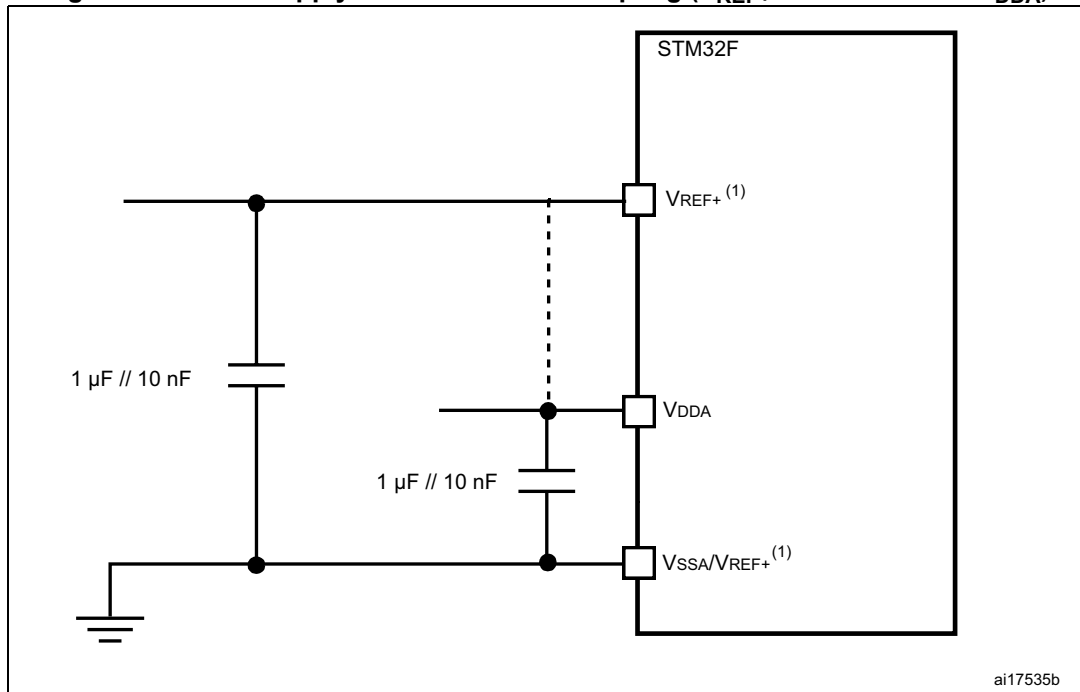 STM32F
VREF+ (1)
1 µF // 10 nF
VDDA
1 µF // 10 nF
VSSA/VREF+ (1)
ai17535b